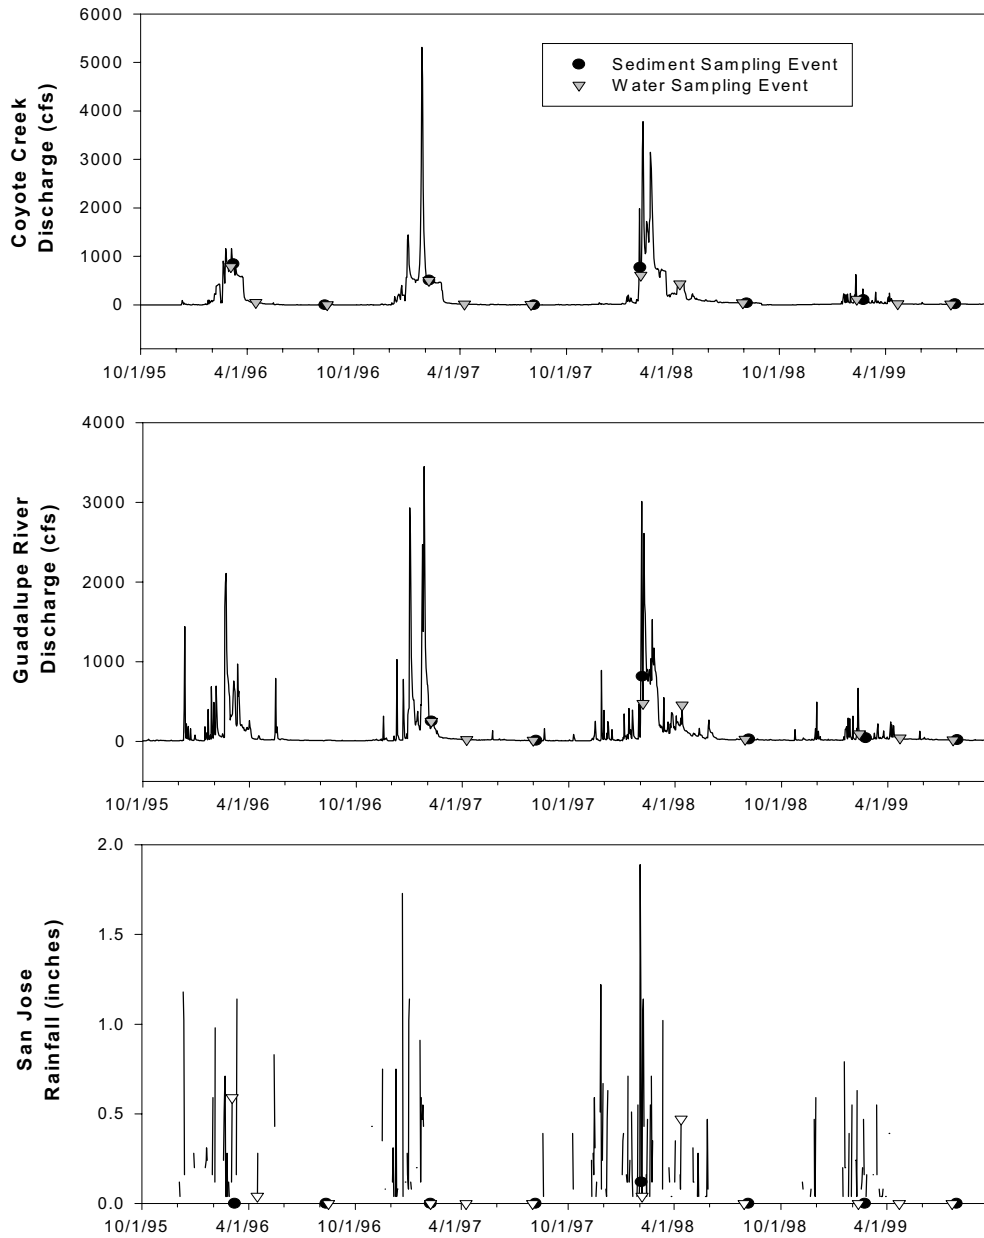 Coyote Creek
Discharge (cfs)
6000
5000
4000
3000
2000
1000
0
Sediment Sampling Event
Water Sampling Event
10/1/95 4/1/96 10/1/96 4/1/97 10/1/97 4/1/98 10/1/98 4/1/99
Guadalupe River
Discharge (cfs)
4000
3000
2000
1000
0
10/1/95 4/1/96 10/1/96 4/1/97 10/1/97 4/1/98 10/1/98 4/1/99
San Jose
Rainfall (inches)
2.0
1.5
1.0
0.5
0.0
10/1/95 4/1/96 10/1/96 4/1/97 10/1/97 4/1/98 10/1/98 4/1/99